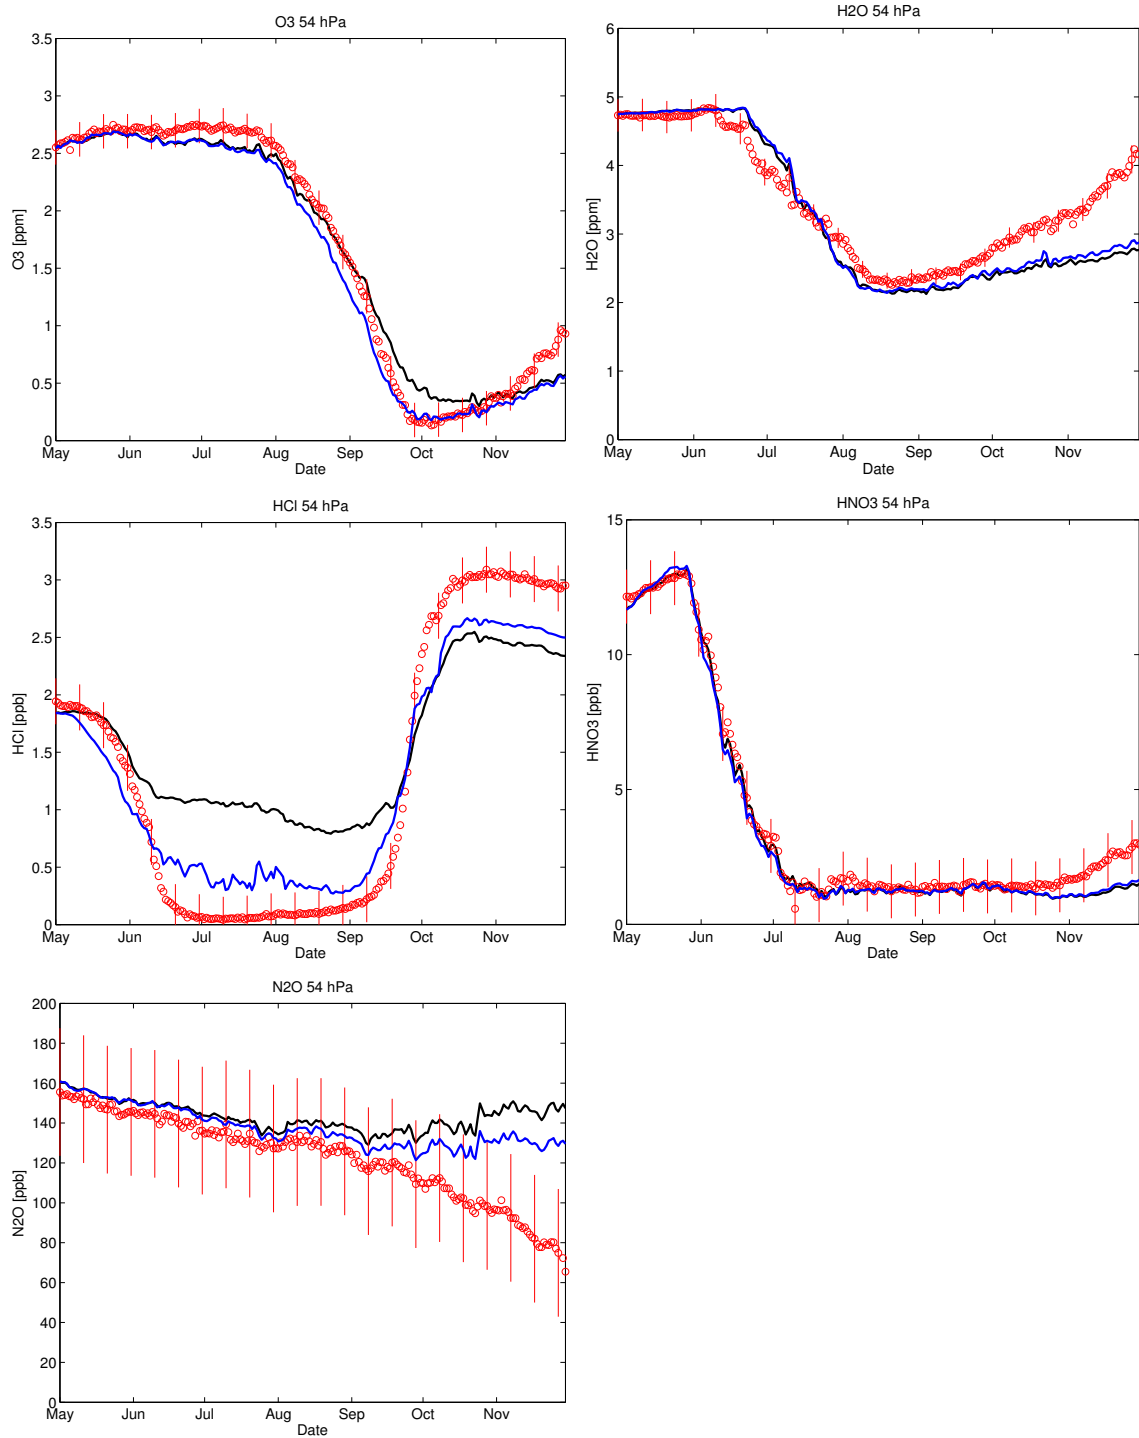 O3 54 hPa
3.5
3
2.5
2
1.5
1
0.5
0
O3 [ppm]
May Jun Jul Aug Sep Oct Nov
Date
H2O 54 hPa
6
5
4
3
2
1
0
H2O [ppm]
May Jun Jul Aug Sep Oct Nov
Date
HCl 54 hPa
3.5
3
2.5
2
1.5
1
0.5
0
HCl [ppb]
May Jun Jul Aug Sep Oct Nov
Date
HNO3 54 hPa
15
10
5
0
HNO3 [ppb]
May Jun Jul Aug Sep Oct Nov
Date
N2O 54 hPa
200
180
160
140
120
100
80
60
40
20
0
N2O [ppb]
May Jun Jul Aug Sep Oct Nov
Date